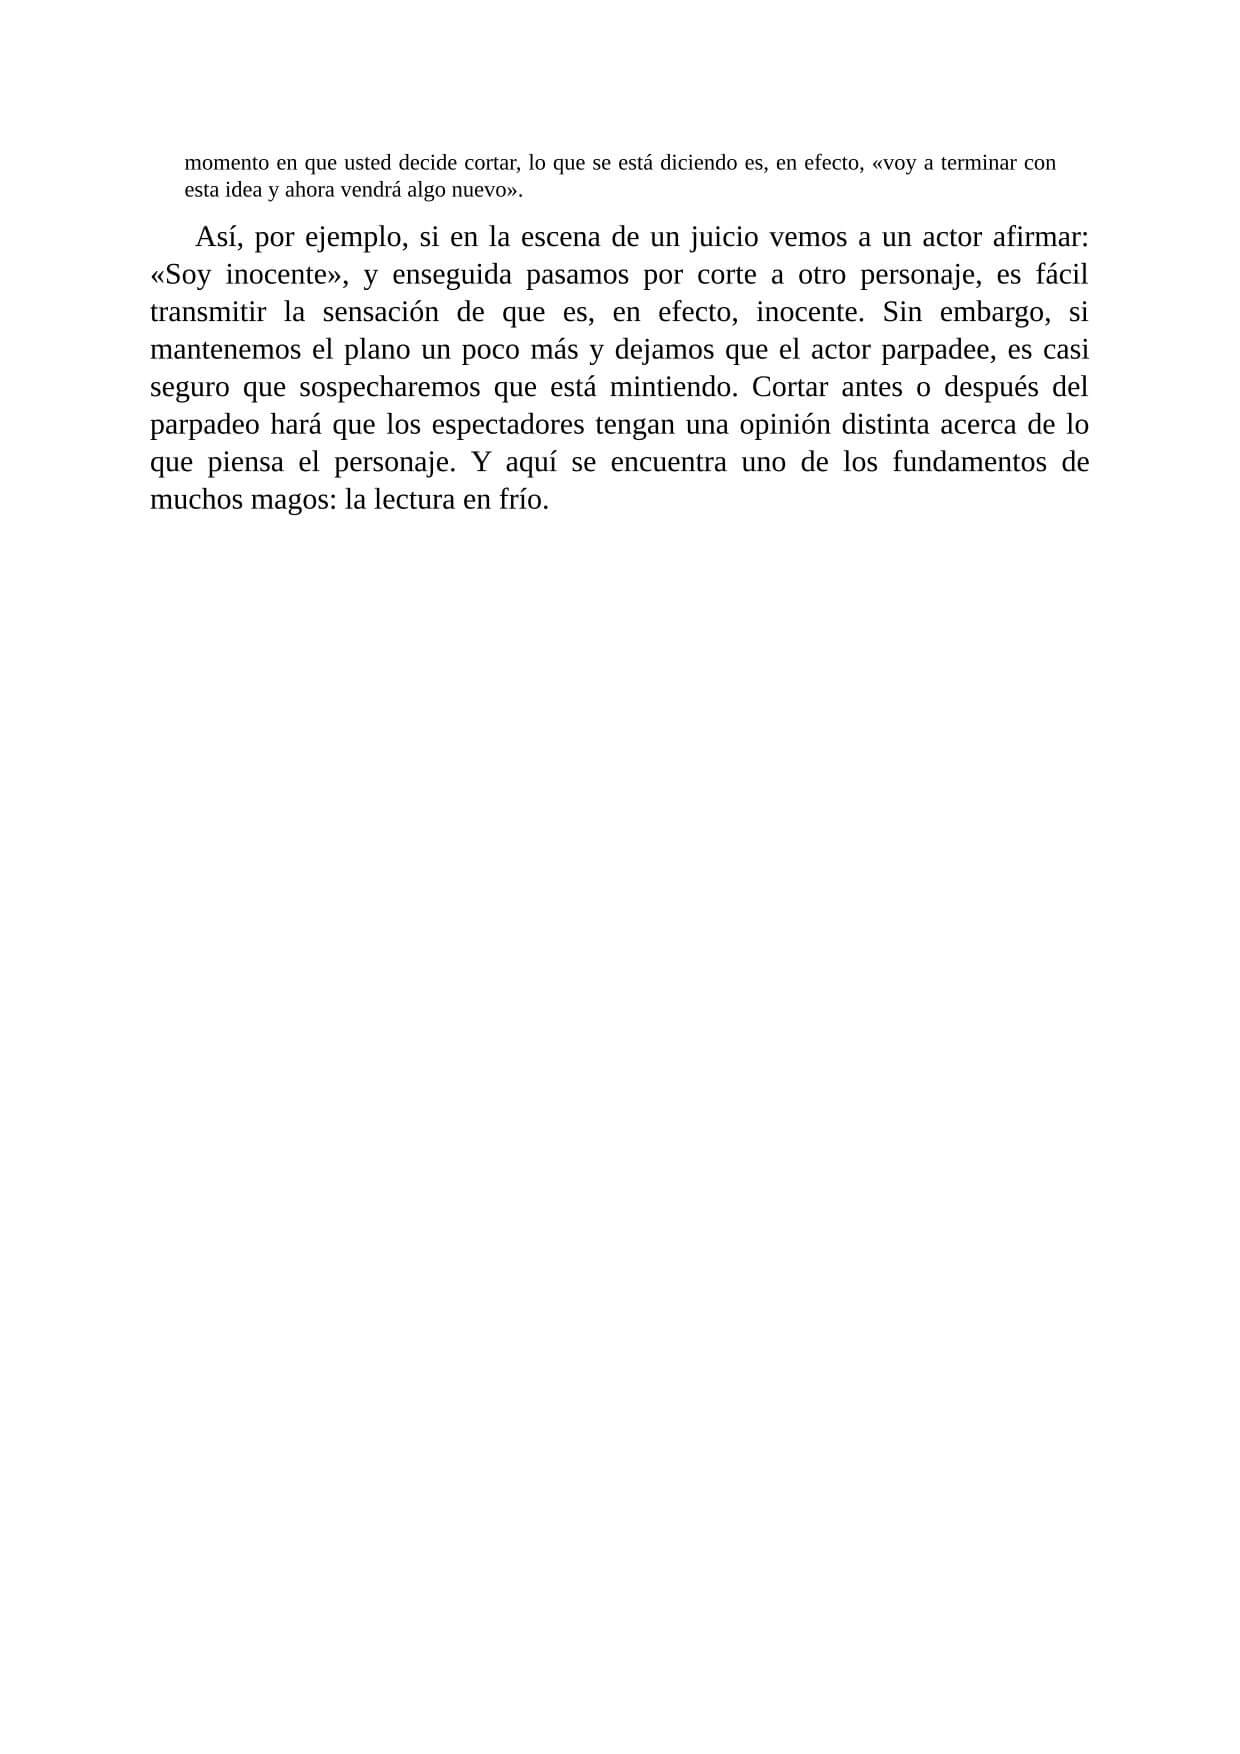 momento en que usted decide cortar, lo que se está diciendo es, en efecto, «voy a terminar con
esta idea y ahora vendrá algo nuevo».
Así, por ejemplo, si en la escena de un juicio vemos a un actor afirmar:
«Soy inocente», y enseguida pasamos por corte a otro personaje, es fácil
transmitir la sensación de que es, en efecto, inocente. Sin embargo, si
mantenemos el plano un poco más y dejamos que el actor parpadee, es casi
seguro que sospecharemos que está mintiendo. Cortar antes o después del
parpadeo hará que los espectadores tengan una opinión distinta acerca de lo
que piensa el personaje. Y aquí se encuentra uno de los fundamentos de
muchos magos: la lectura en frío.